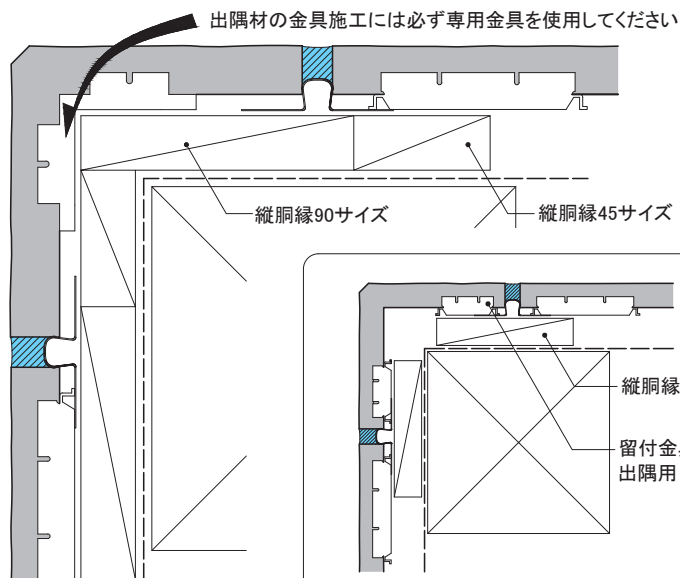 出隅材の金具施工には必ず専用金具を使用してください
縦胴縁90サイズ
縦胴縁45サイズ
縦胴縁
留付金
出隅用